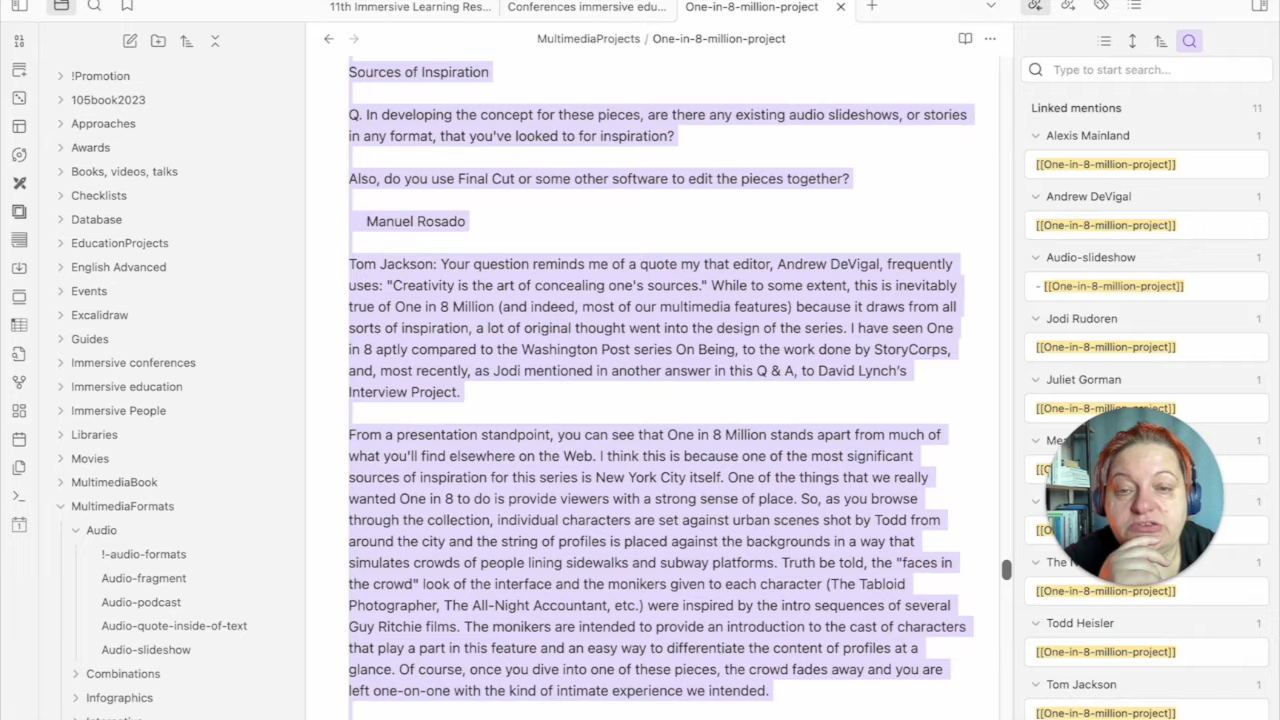 11th Immersive Learning Res...
Conferences immersive edu...
One-in-8-million-project
MultimediaProjects / One-in-8-million-project
!Promotion
105book2023
Approaches
Awards
Books, videos, talks
Checklists
Database
EducationProjects
English Advanced
Events
Excalidraw
Guides
Immersive conferences
Immersive education
Immersive People
Libraries
Movies
MultimediaBook
MultimediaFormats
Audio
!-audio-formats
Audio-fragment
Audio-podcast
Audio-quote-inside-of-text
Audio-slideshow
Combinations
Infographics
Sources of Inspiration
Q. In developing the concept for these pieces, are there any existing audio slideshows, or stories
in any format, that you've looked to for inspiration?
Also, do you use Final Cut or some other software to edit the pieces together?
Manuel Rosado
Tom Jackson: Your question reminds me of a quote my that editor, Andrew DeVigal, frequently
uses: "Creativity is the art of concealing one's sources." While to some extent, this is inevitably
true of One in 8 Million (and indeed, most of our multimedia features) because it draws from all
sorts of inspiration, a lot of original thought went into the design of the series. I have seen One
in 8 aptly compared to the Washington Post series On Being, to the work done by StoryCorps,
and, most recently, as Jodi mentioned in another answer in this Q & A, to David Lynch's
Interview Project.
From a presentation standpoint, you can see that One in 8 Million stands apart from much of
what you'll find elsewhere on the Web. I think this is because one of the most significant
sources of inspiration for this series is New York City itself. One of the things that we really
wanted One in 8 to do is provide viewers with a strong sense of place. So, as you browse
through the collection, individual characters are set against urban scenes shot by Todd from
around the city and the string of profiles is placed against the backgrounds in a way that
simulates crowds of people lining sidewalks and subway platforms. Truth be told, the "faces in
the crowd" look of the interface and the monikers given to each character (The Tabloid
Photographer, The All-Night Accountant, etc.) were inspired by the intro sequences of several
Guy Ritchie films. The monikers are intended to provide an introduction to the cast of characters
that play a part in this feature and an easy way to differentiate the content of profiles at a
glance. Of course, once you dive into one of these pieces, the crowd fades away and you are
left one-on-one with the kind of intimate experience we intended.
Type to start search...
Linked mentions 11
Alexis Mainland 1
[[One-in-8-million-project]]
Andrew DeVigal 1
[[One-in-8-million-project]]
Audio-slideshow 1
- [[One-in-8-million-project]]
Jodi Rudoren 1
[[One-in-8-million-project]]
Juliet Gorman 1
[[One-in-8-million-project]]
1
1
1
[[One-in-8-million-project]]
Todd Heisler 1
[[One-in-8-million-project]]
Tom Jackson 1
[[One-in-8-million-project]]